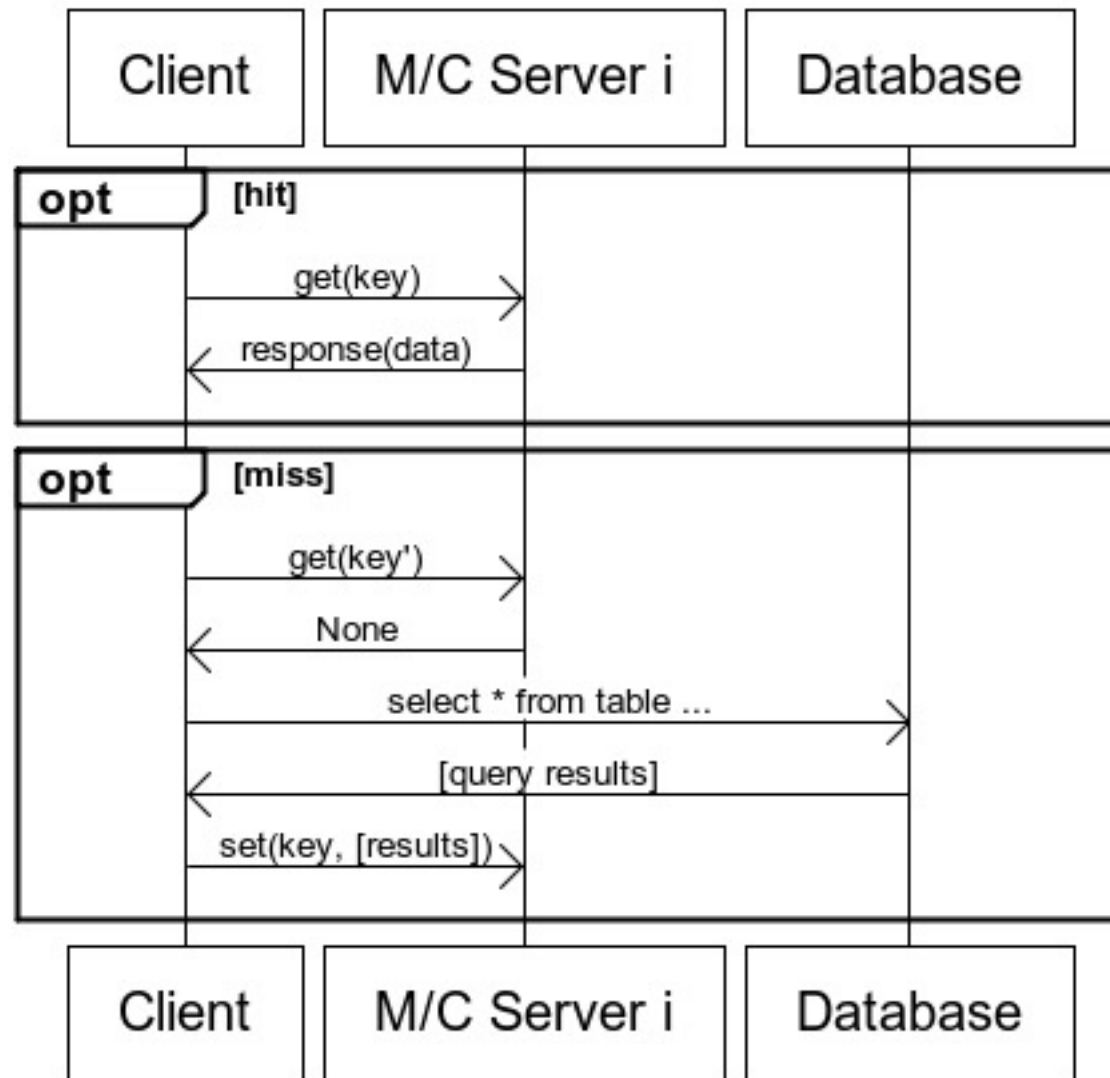 Client M/C Server i Database
opt [hit]
get(key)
response(data)
opt [miss]
get(key')
None
select * from table ...
[query results]
set(key, [results])
Client M/C Server i Database